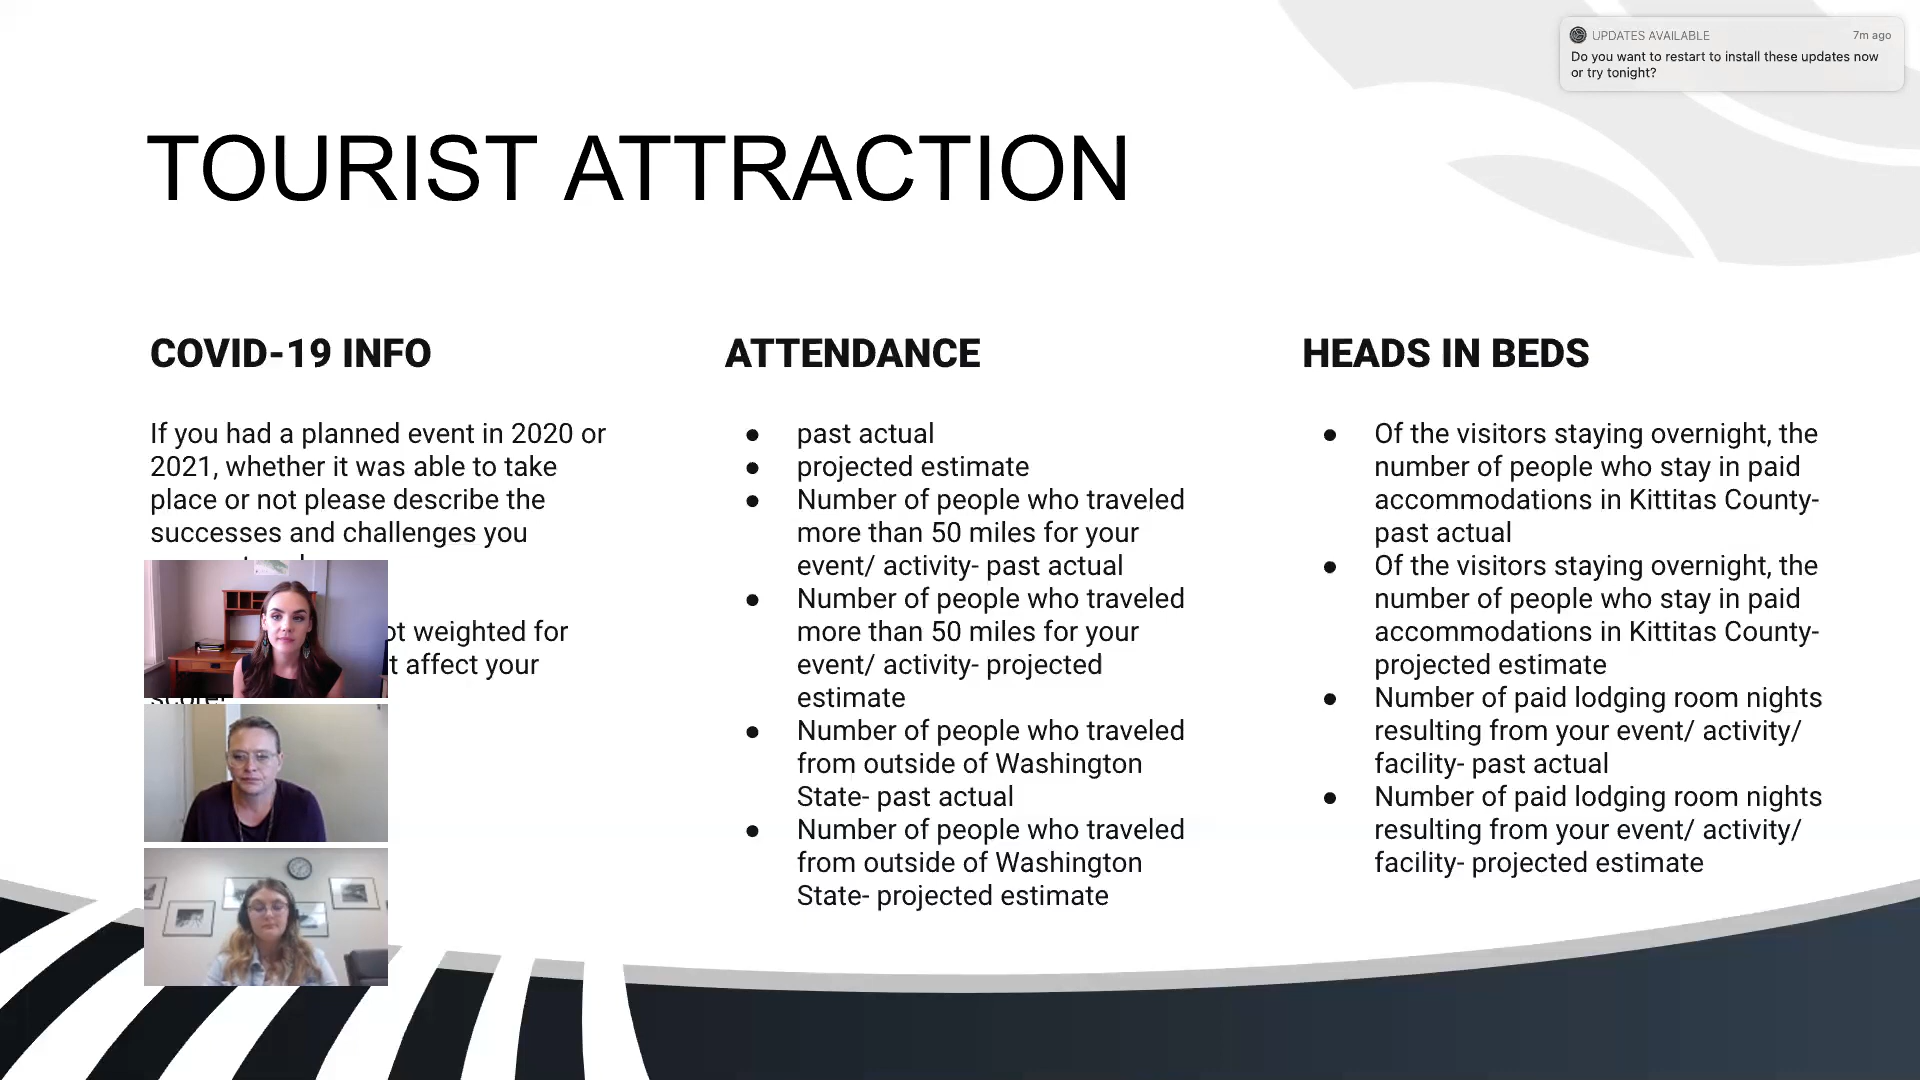 UPDATES AVAILABLE 7m ago
Do you want to restart to install these updates now
or try tonight?
TOURIST ATTRACTION
COVID-19 INFO
If you had a planned event in 2020 or
2021, whether it was able to take
place or not please describe the
successes and challenges you
weighted for
affect your
ATTENDANCE
● past actual
● projected estimate
● Number of people who traveled
more than 50 miles for your
event/ activity- past actual
● Number of people who traveled
more than 50 miles for your
event/ activity- projected
estimate
● Number of people who traveled
from outside of Washington
State- past actual
● Number of people who traveled
from outside of Washington
State- projected estimate
HEADS IN BEDS
● Of the visitors staying overnight, the
number of people who stay in paid
accommodations in Kittitas County-
past actual
● Of the visitors staying overnight, the
number of people who stay in paid
accommodations in Kittitas County-
projected estimate
● Number of paid lodging room nights
resulting from your event/ activity/
facility- past actual
● Number of paid lodging room nights
resulting from your event/ activity/
facility- projected estimate